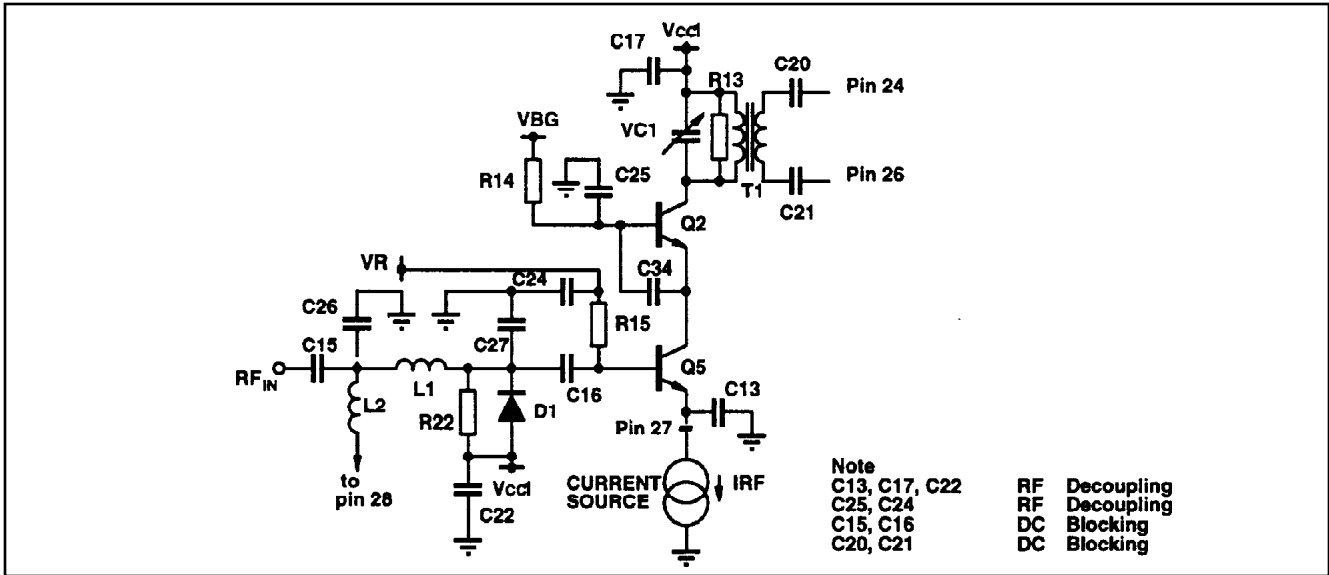 Vcc1
C17
C20
Pin 24
R13
VBG
VC1
R14
C25
Pin 26
T1
C21
Q2
VR
C24
C34
C26
R15
C15
C27
Q5
RFIN
L1
C16
C13
L2
R22
D1
Pin 27
to
pin 28
Vcc1
CURRENT
SOURCE
IRF
C22
Note
C13, C17, C22 RF Decoupling
C25, C24 RF Decoupling
C15, C16 DC Blocking
C20, C21 DC Blocking